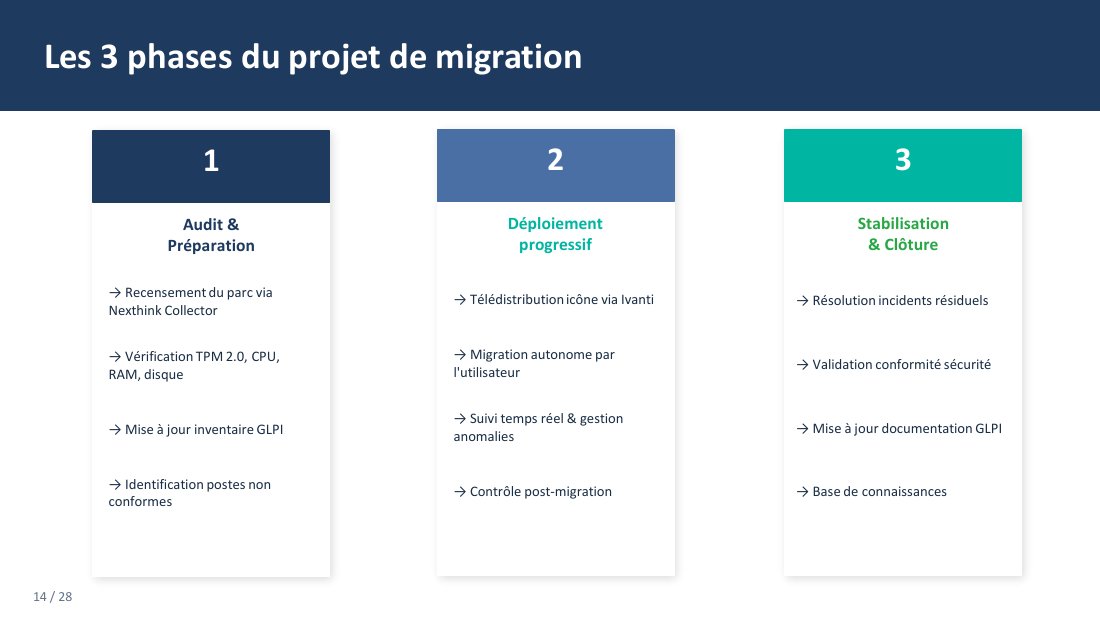 Les 3 phases du projet de migration
1
Audit &
Préparation
→ Recensement du parc via
Nexthink Collector
→ Vérification TPM 2.0, CPU,
RAM, disque
→ Mise à jour inventaire GLPI
→ Identification postes non
conformes
2
Déploiement
progressif
→ Télédistribution icône via Ivanti
→ Migration autonome par
l'utilisateur
→ Suivi temps réel & gestion
anomalies
→ Contrôle post-migration
3
Stabilisation
& Clôture
→ Résolution incidents résiduels
→ Validation conformité sécurité
→ Mise à jour documentation GLPI
→ Base de connaissances
14 / 28